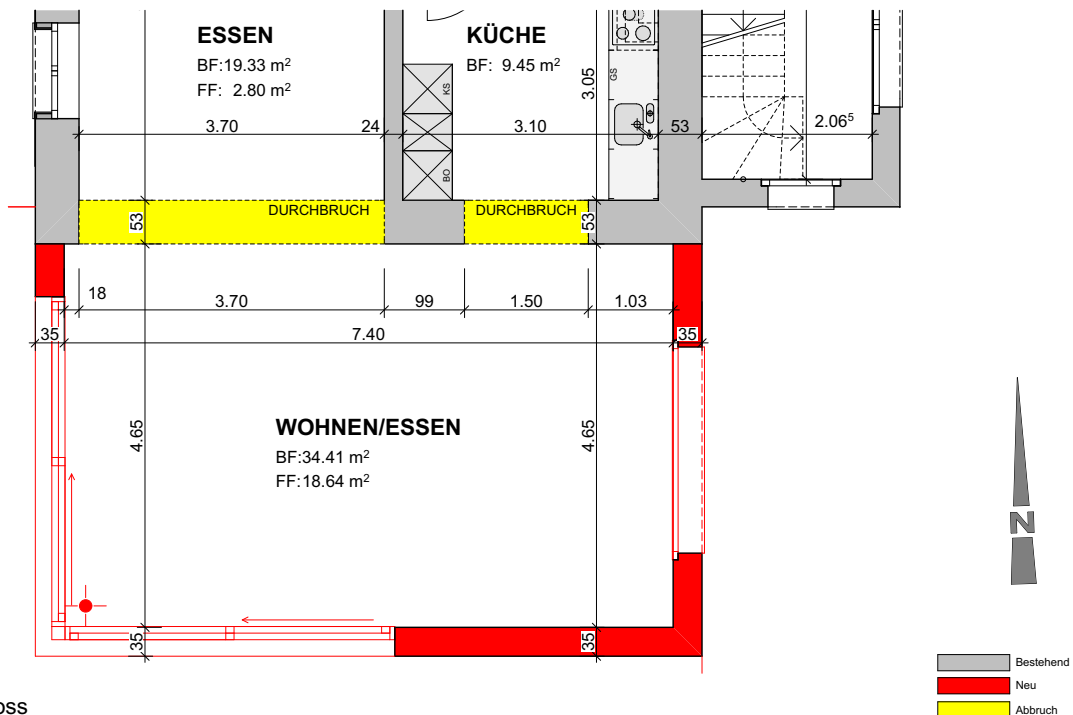 ESSEN
BF:19.33 m²
FF: 2.80 m²
KÜCHE
BF: 9.45 m²
3.05
GS
KS
BO
3.70
24
3.10
53
2.06⁵
53
DURCHBRUCH
DURCHBRUCH
53
18
3.70
99
1.50
1.03
35
7.40
35
4.65
4.65
WOHNEN/ESSEN
BF:34.41 m²
FF:18.64 m²
N
35
35
Bestehend
Neu
Abbruch
oss